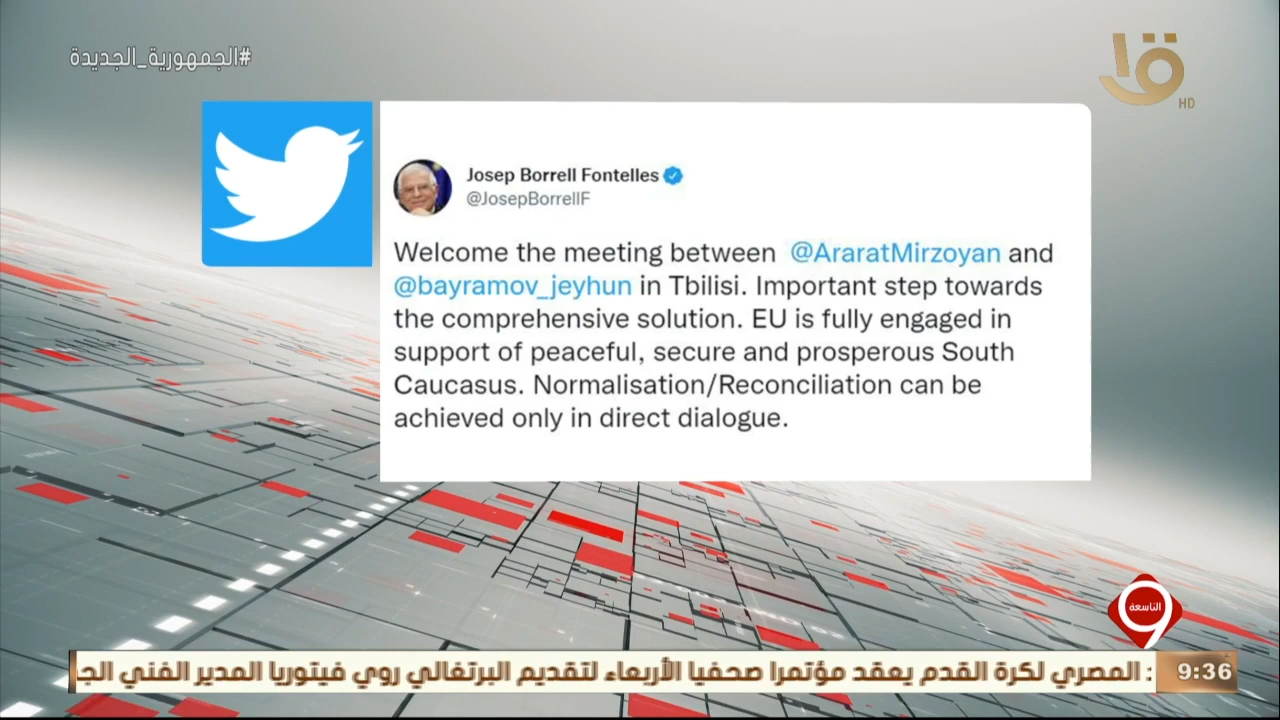 #الجمهورية_الجديدة
HD
Josep Borrell Fontelles
@JosepBorrellF
Welcome the meeting between @AraratMirzoyan and
@bayramov_jeyhun in Tbilisi. Important step towards
the comprehensive solution. EU is fully engaged in
support of peaceful, secure and prosperous South
Caucasus. Normalisation/Reconciliation can be
achieved only in direct dialogue.
التاسعة
9
: المصري لكرة القدم يعقد مؤتمرا صحفيا الأربعاء لتقديم البرتغالي روي فيتوريا المدير الفني الجـ
9:36